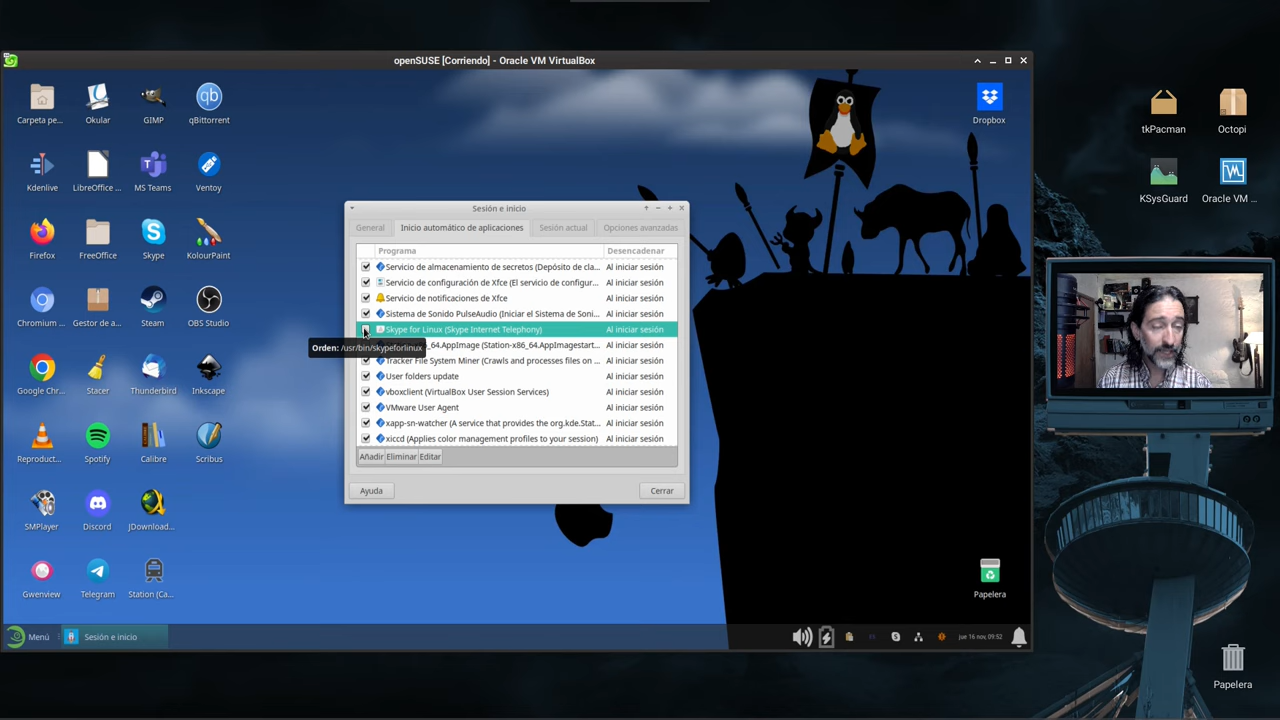 openSUSE [Corriendo] - Oracle VM VirtualBox
Carpeta pe...
Okular
GIMP
qBittorrent
Dropbox
tkPacman
Octopi
Kdenlive
LibreOffice ...
MS Teams
Ventoy
KSysGuard
Oracle VM ...
Firefox
FreeOffice
Skype
KolourPaint
Chromium ...
Gestor de a...
Steam
OBS Studio
Google Chr...
Stacer
Thunderbird
Inkscape
Reproduct...
Spotify
Calibre
Scribus
SMPlayer
Discord
JDownload...
Gwenview
Telegram
Station (Ca...
Sesión e inicio
General
Inicio automático de aplicaciones
Sesión actual
Opciones avanzadas
Programa
Desencadenar
Servicio de almacenamiento de secretos (Depósito de cla... Al iniciar sesión
Servicio de configuración de Xfce (El servicio de configur... Al iniciar sesión
Servicio de notificaciones de Xfce Al iniciar sesión
Sistema de Sonido PulseAudio (Iniciar el Sistema de Soni... Al iniciar sesión
Skype for Linux (Skype Internet Telephony) Al iniciar sesión
_64.AppImage (Station-x86_64.AppImagestart... Al iniciar sesión
Orden: /usr/bin/skypeforlinux
Tracker File System Miner (Crawls and processes files on ... Al iniciar sesión
User folders update Al iniciar sesión
vboxclient (VirtualBox User Session Services) Al iniciar sesión
VMware User Agent Al iniciar sesión
xapp-sn-watcher (A service that provides the org.kde.Stat... Al iniciar sesión
xiccd (Applies color management profiles to your session) Al iniciar sesión
Añadir
Eliminar
Editar
Ayuda
Cerrar
Papelera
Menú
Sesión e inicio
jue 16 nov, 09:52
Papelera